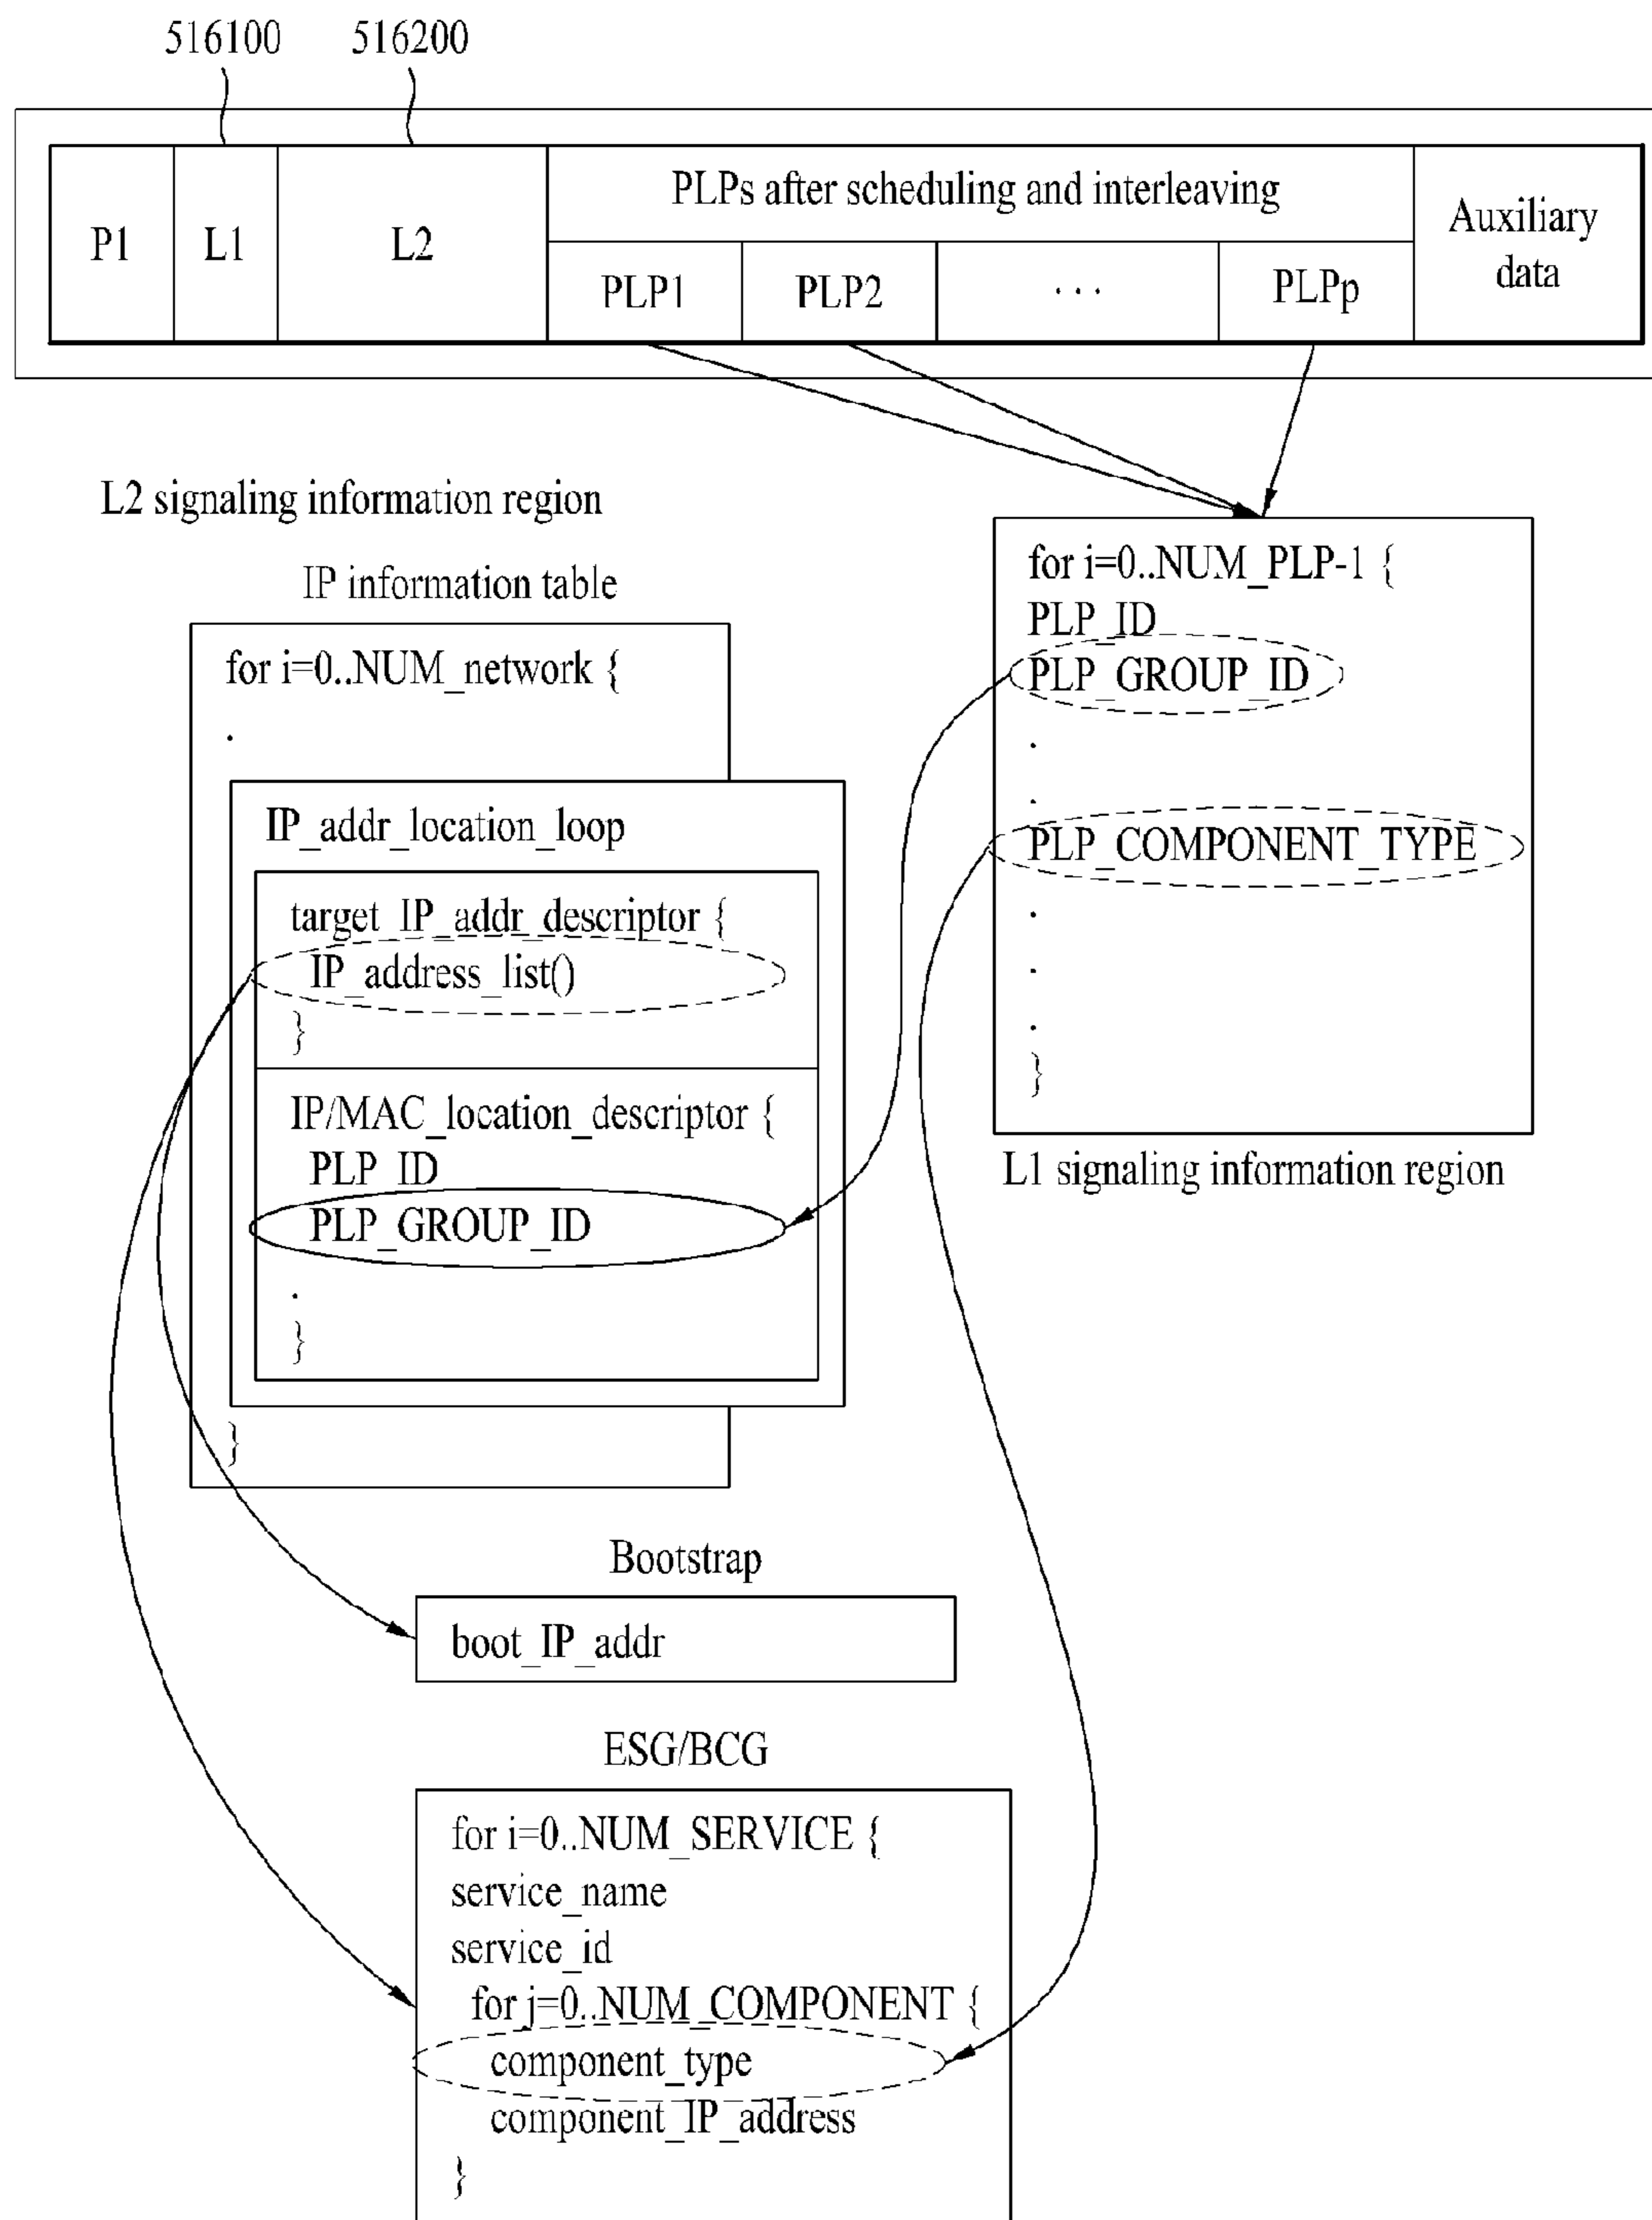 516100 516200
P1 L1 L2 PLPs after scheduling and interleaving Auxiliary data
PLP1 PLP2 ... PLPp
L2 signaling information region
IP information table
for i=0..NUM_network {
.
IP_addr_location_loop
target_IP_addr_descriptor {
IP_address_list()
}
IP/MAC_location_descriptor {
PLP_ID
PLP_GROUP_ID
.
}
}
for i=0..NUM_PLP-1 {
PLP_ID
PLP_GROUP_ID
.
.
PLP_COMPONENT_TYPE
.
.
.
}
L1 signaling information region
Bootstrap
boot_IP_addr
ESG/BCG
for i=0..NUM_SERVICE {
service_name
service_id
for j=0..NUM_COMPONENT {
component_type
component_IP_address
}